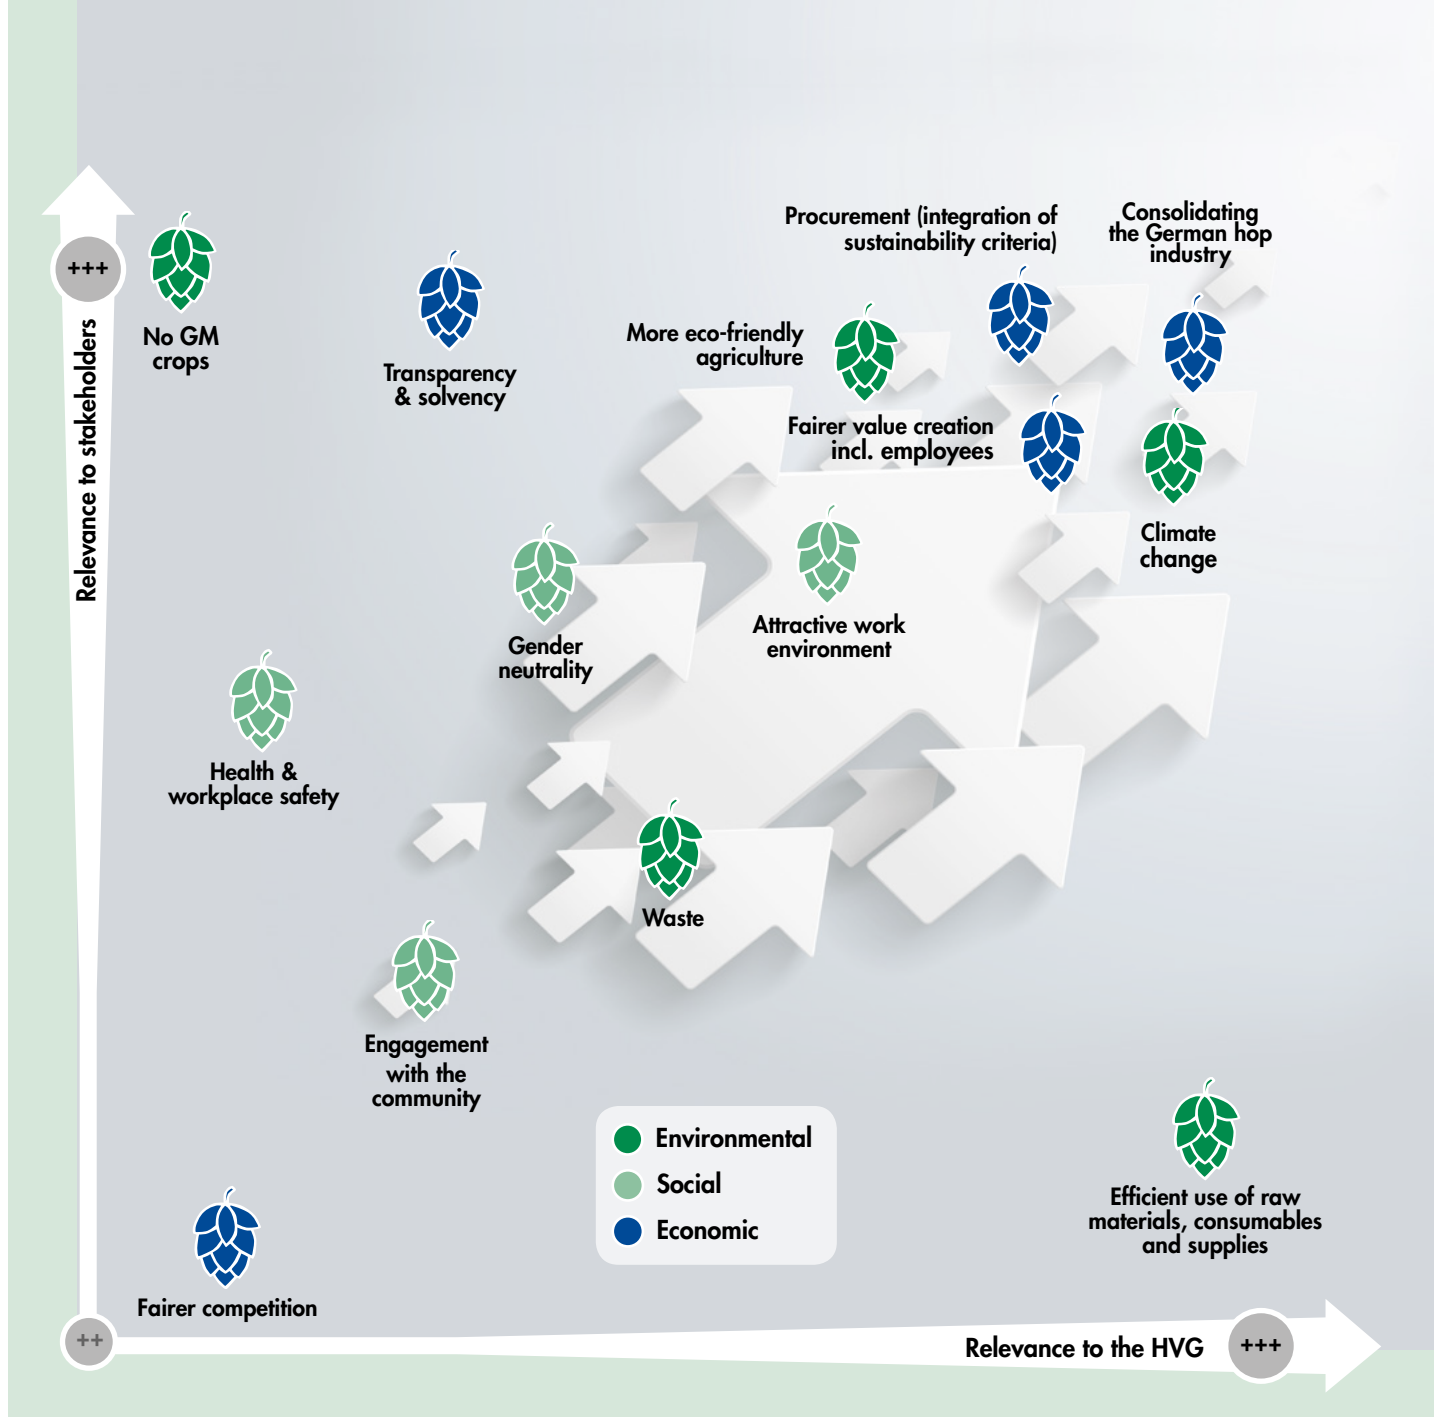 Procurement (integration of
sustainability criteria)
Consolidating
the German hop
industry
+++
No GM
crops
Transparency
& solvency
More eco-friendly
agriculture
Fairer value creation
incl. employees
Climate
change
Relevance to stakeholders
Gender
neutrality
Attractive work
environment
Health &
workplace safety
Waste
Engagement
with the
community
Environmental
Social
Economic
Efficient use of raw
materials, consumables
and supplies
Fairer competition
++
Relevance to the HVG
+++